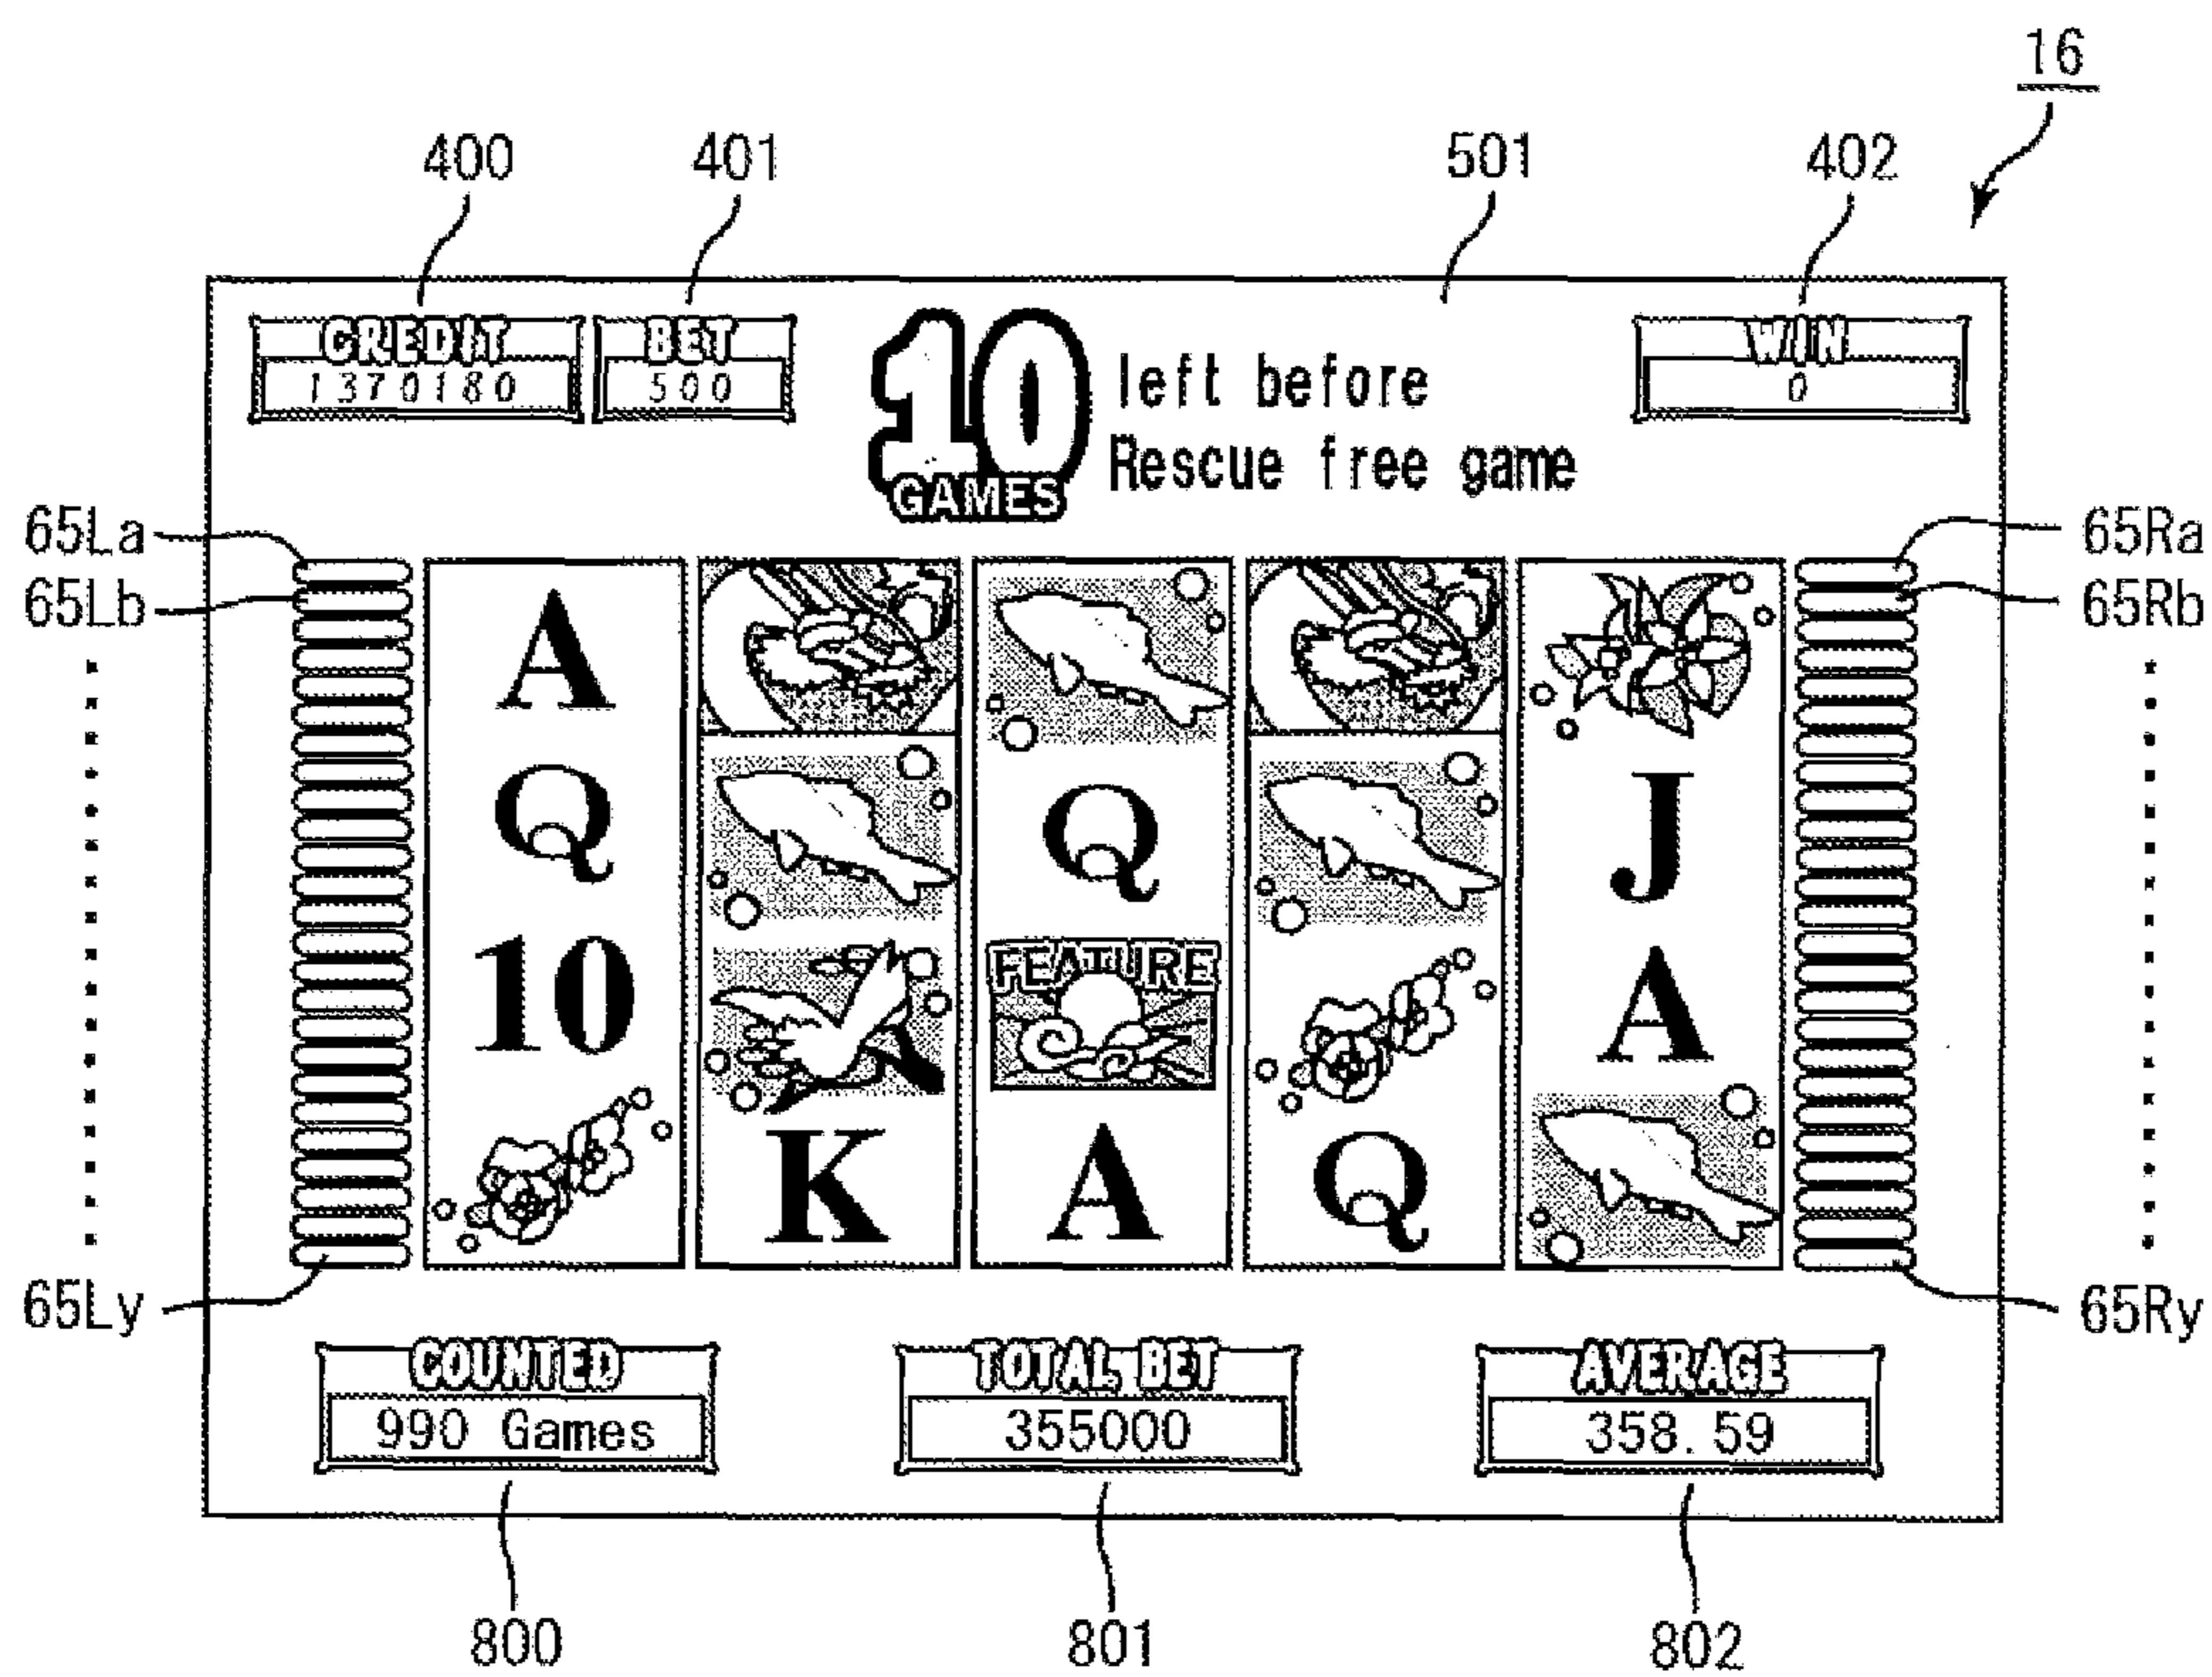 16
400 401 501 402
CREDIT BET WIN
1370180 500 0
10 GAMES
left before
Rescue free game
65La 65Ra
65Lb 65Rb
A
Q
10
K
Q
FEATURE
A
Q
J
A
65Ly 65Ry
COUNTED TOTAL BET AVERAGE
990 Games 355000 358.59
800 801 802